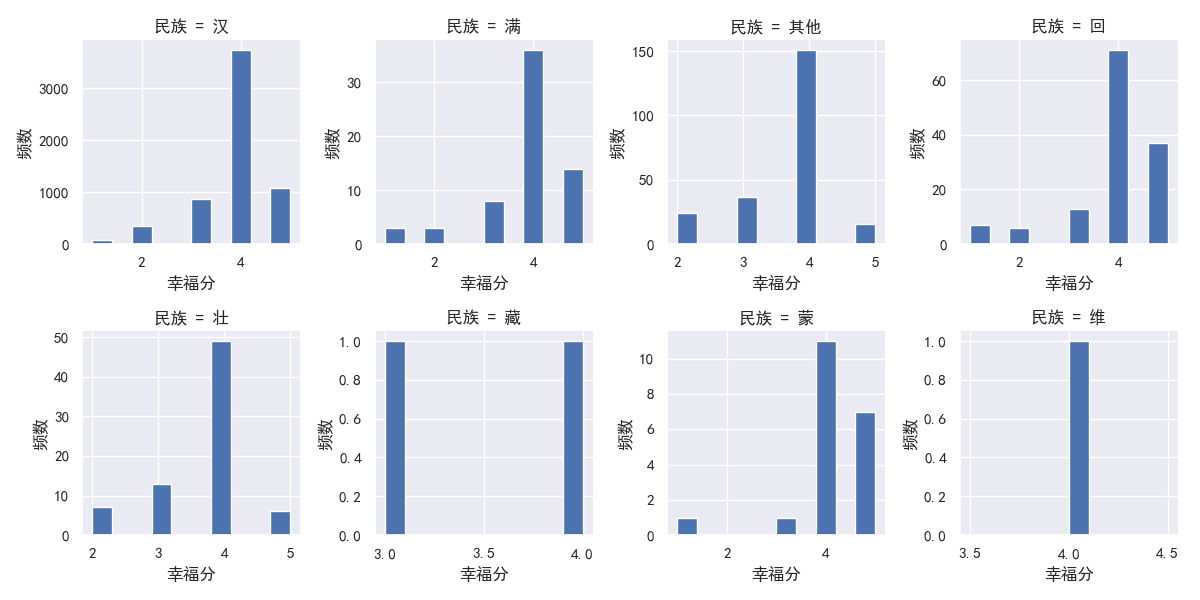 民族 = 汉
3000
2000
1000
0
频数
2 4
幸福分
民族 = 满
30
20
10
0
频数
2 4
幸福分
民族 = 其他
150
100
50
0
频数
2 3 4 5
幸福分
民族 = 回
60
40
20
0
频数
2 4
幸福分
民族 = 壮
50
40
30
20
10
0
频数
2 3 4 5
幸福分
民族 = 藏
1.0
0.8
0.6
0.4
0.2
0.0
频数
3.0 3.5 4.0
幸福分
民族 = 蒙
10
8
6
4
2
0
频数
2 4
幸福分
民族 = 维
1.0
0.8
0.6
0.4
0.2
0.0
频数
3.5 4.0 4.5
幸福分